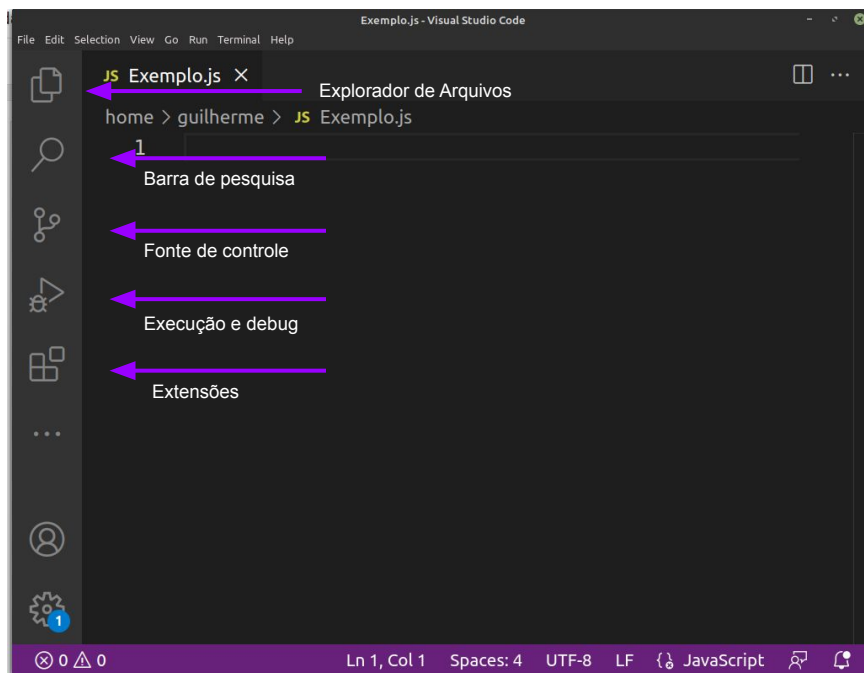 Exemplo.js - Visual Studio Code
File Edit Selection View Go Run Terminal Help
JS Exemplo.js
Explorador de Arquivos
home > guilherme > JS Exemplo.js
1
Barra de pesquisa
Fonte de controle
Execução e debug
Extensões
1
0 0 Ln 1, Col 1 Spaces: 4 UTF-8 LF JavaScript